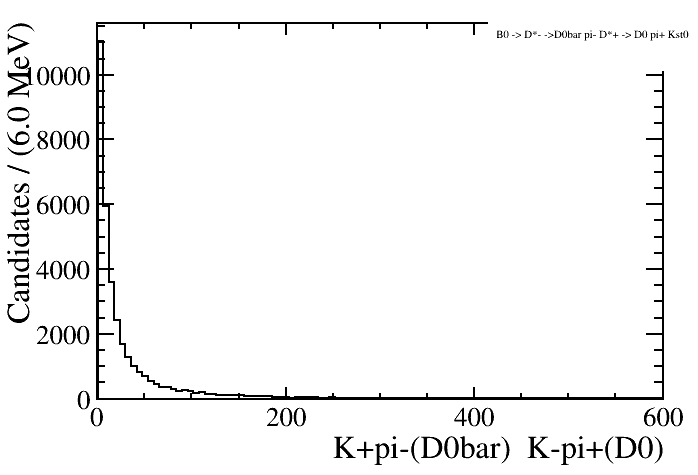 B0 -> D*- ->D0bar pi- D*+ -> D0 pi+ Kst0
Candidates / (6.0 MeV)
10000
8000
6000
4000
2000
0
0 200 400 600
K+pi-(D0bar) K-pi+(D0)